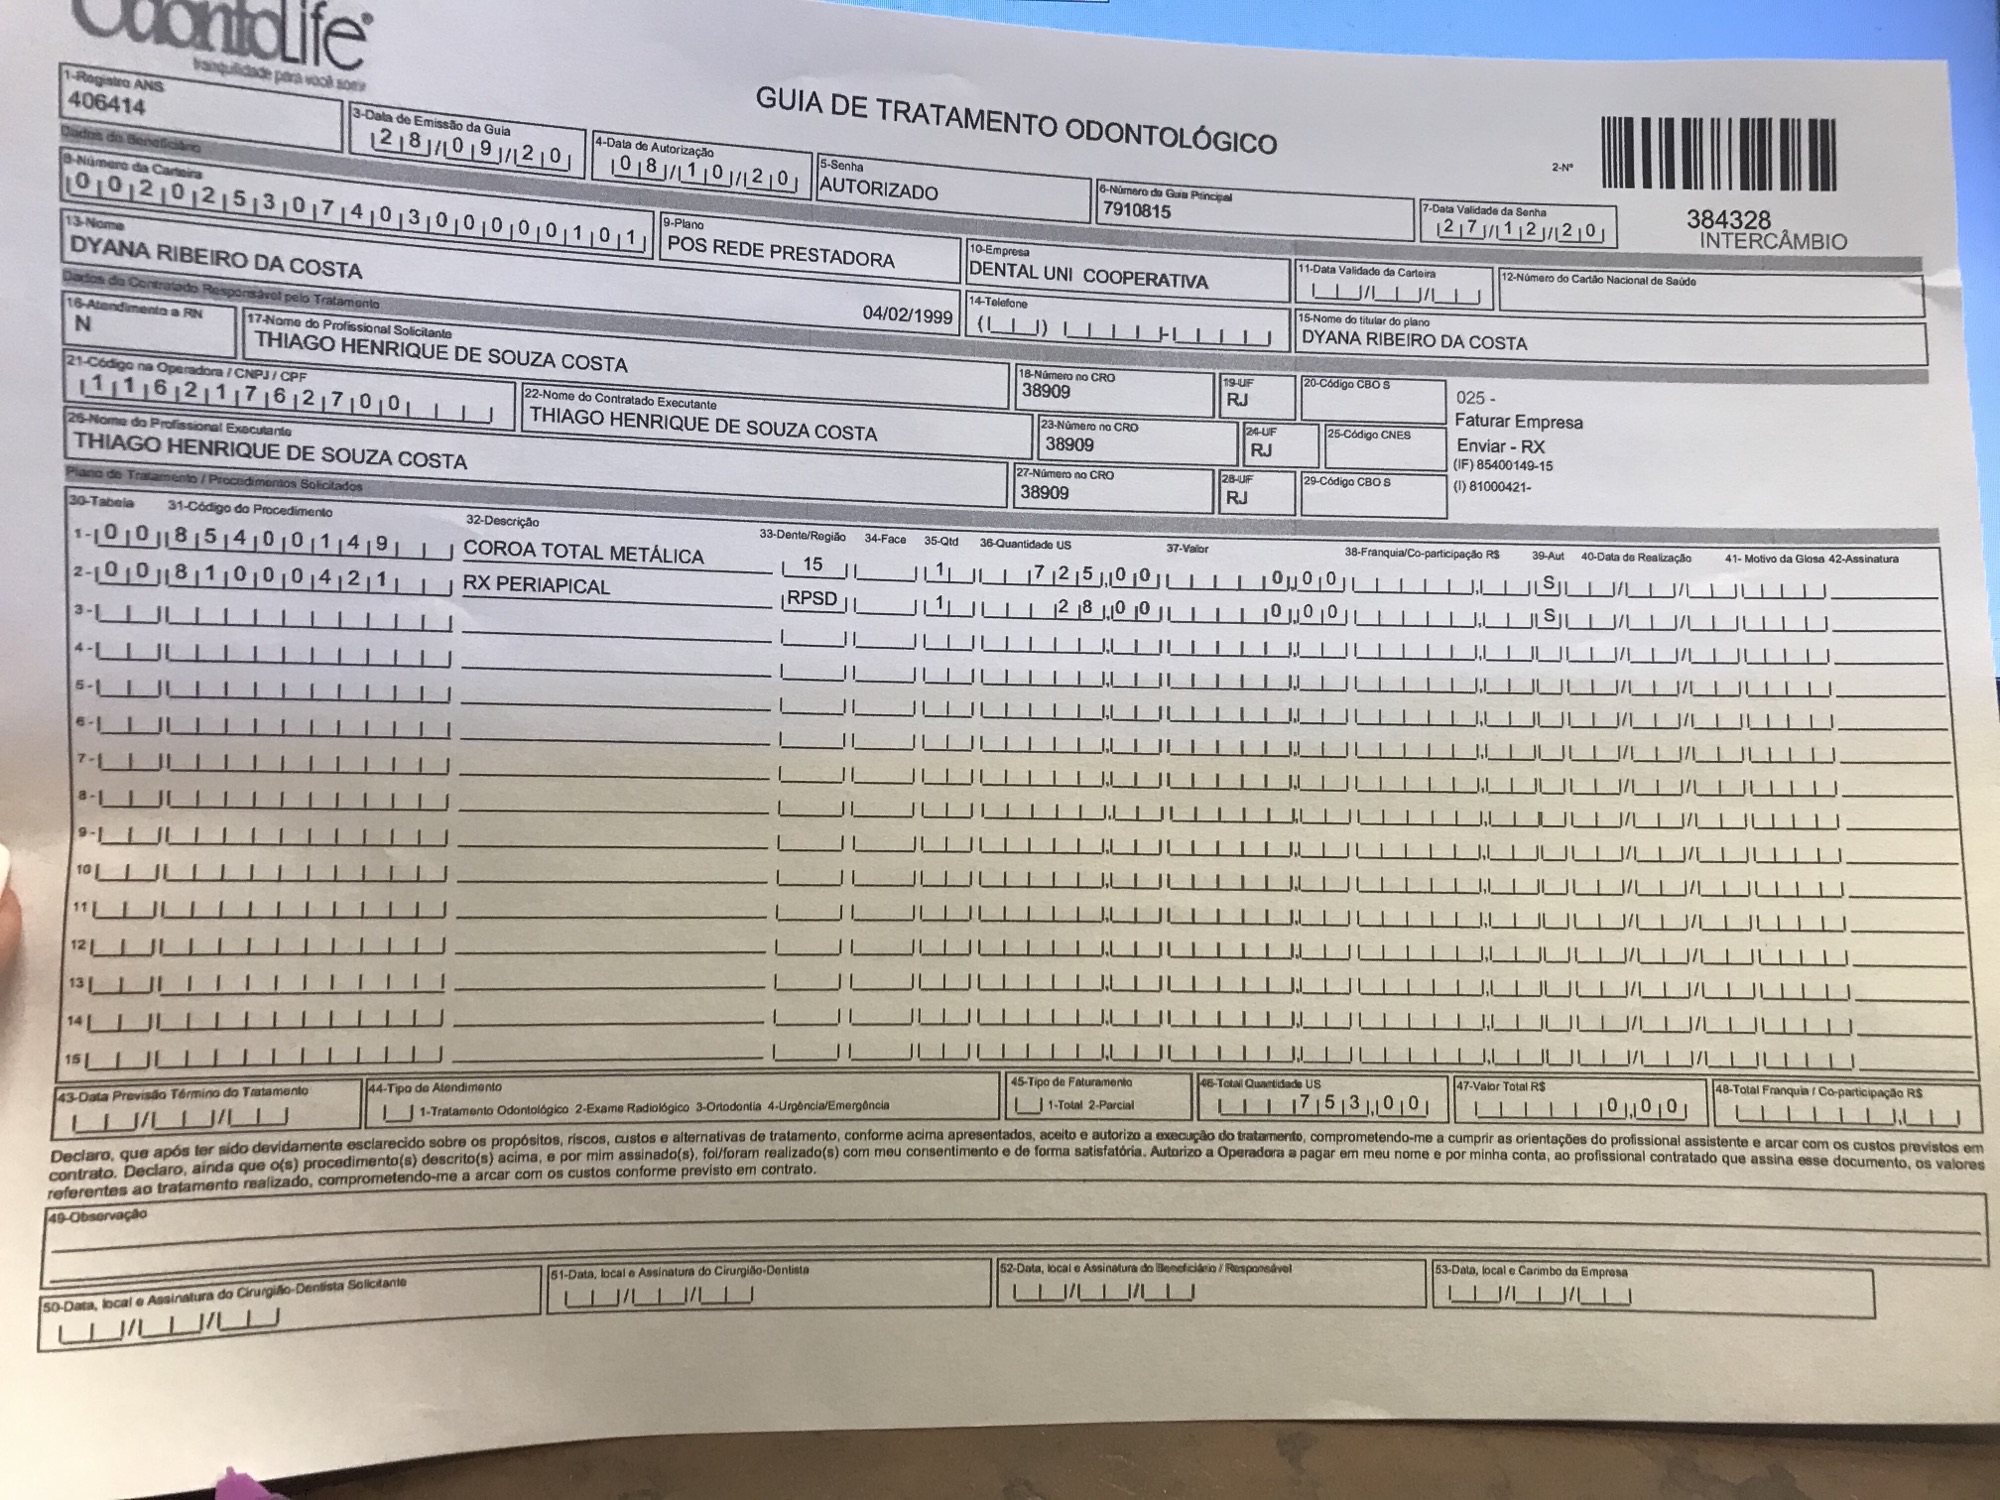 OdontoLife®
tranquilidade para você sorrir
GUIA DE TRATAMENTO ODONTOLÓGICO
2-Nº
384328
INTERCÂMBIO
1-Registro ANS
406414
3-Data de Emissão da Guia
28/09/20
4-Data de Autorização
08/10/20
5-Senha
AUTORIZADO
6-Número da Guia Principal
7910815
7-Data Validade da Senha
27/12/20
Dados do Beneficiário
8-Número da Carteira
00202530740300000101
9-Plano
POS REDE PRESTADORA
10-Empresa
DENTAL UNI COOPERATIVA
11-Data Validade da Carteira
12-Número do Cartão Nacional de Saúde
13-Nome
DYANA RIBEIRO DA COSTA
04/02/1999
14-Telefone
15-Nome do titular do plano
DYANA RIBEIRO DA COSTA
Dados do Contratado Responsável pelo Tratamento
16-Atendimento a RN
N
17-Nome do Profissional Solicitante
THIAGO HENRIQUE DE SOUZA COSTA
18-Número no CRO
38909
19-UF
RJ
20-Código CBO S
025 -
Faturar Empresa
Enviar - RX
(IF) 85400149-15
(I) 81000421-
21-Código na Operadora / CNPJ / CPF
11621762700
22-Nome do Contratado Executante
THIAGO HENRIQUE DE SOUZA COSTA
23-Número no CRO
38909
24-UF
RJ
25-Código CNES
26-Nome do Profissional Executante
THIAGO HENRIQUE DE SOUZA COSTA
27-Número no CRO
38909
28-UF
RJ
29-Código CBO S
Plano de Tratamento / Procedimentos Solicitados
30-Tabela 31-Código do Procedimento 32-Descrição 33-Dente/Região 34-Face 35-Qtd 36-Quantidade US 37-Valor 38-Franquia/Co-participação R$ 39-Aut 40-Data de Realização 41- Motivo da Glosa 42-Assinatura
1- 00 85400149 COROA TOTAL METÁLICA 15 1 725,00 0,00 S
2- 00 81000421 RX PERIAPICAL RPSD 1 28,00 0,00 S
3-
4-
5-
6-
7-
8-
9-
10
11
12
13
14
15
43-Data Previsão Término do Tratamento
44-Tipo de Atendimento
1-Tratamento Odontológico 2-Exame Radiológico 3-Ortodontia 4-Urgência/Emergência
45-Tipo de Faturamento
1-Total 2-Parcial
46-Total Quantidade US
753,00
47-Valor Total R$
0,00
48-Total Franquia / Co-participação R$
Declaro, que após ter sido devidamente esclarecido sobre os propósitos, riscos, custos e alternativas de tratamento, conforme acima apresentados, aceito e autorizo a execução do tratamento, comprometendo-me a cumprir as orientações do profissional assistente e arcar com os custos previstos em
contrato. Declaro, ainda que o(s) procedimento(s) descrito(s) acima, e por mim assinado(s), foi/foram realizado(s) com meu consentimento e de forma satisfatória. Autorizo a Operadora a pagar em meu nome e por minha conta, ao profissional contratado que assina esse documento, os valores
referentes ao tratamento realizado, comprometendo-me a arcar com os custos conforme previsto em contrato.
49-Observação
50-Data, local e Assinatura do Cirurgião-Dentista Solicitante
51-Data, local e Assinatura do Cirurgião-Dentista
52-Data, local e Assinatura do Beneficiário / Responsável
53-Data, local e Carimbo da Empresa